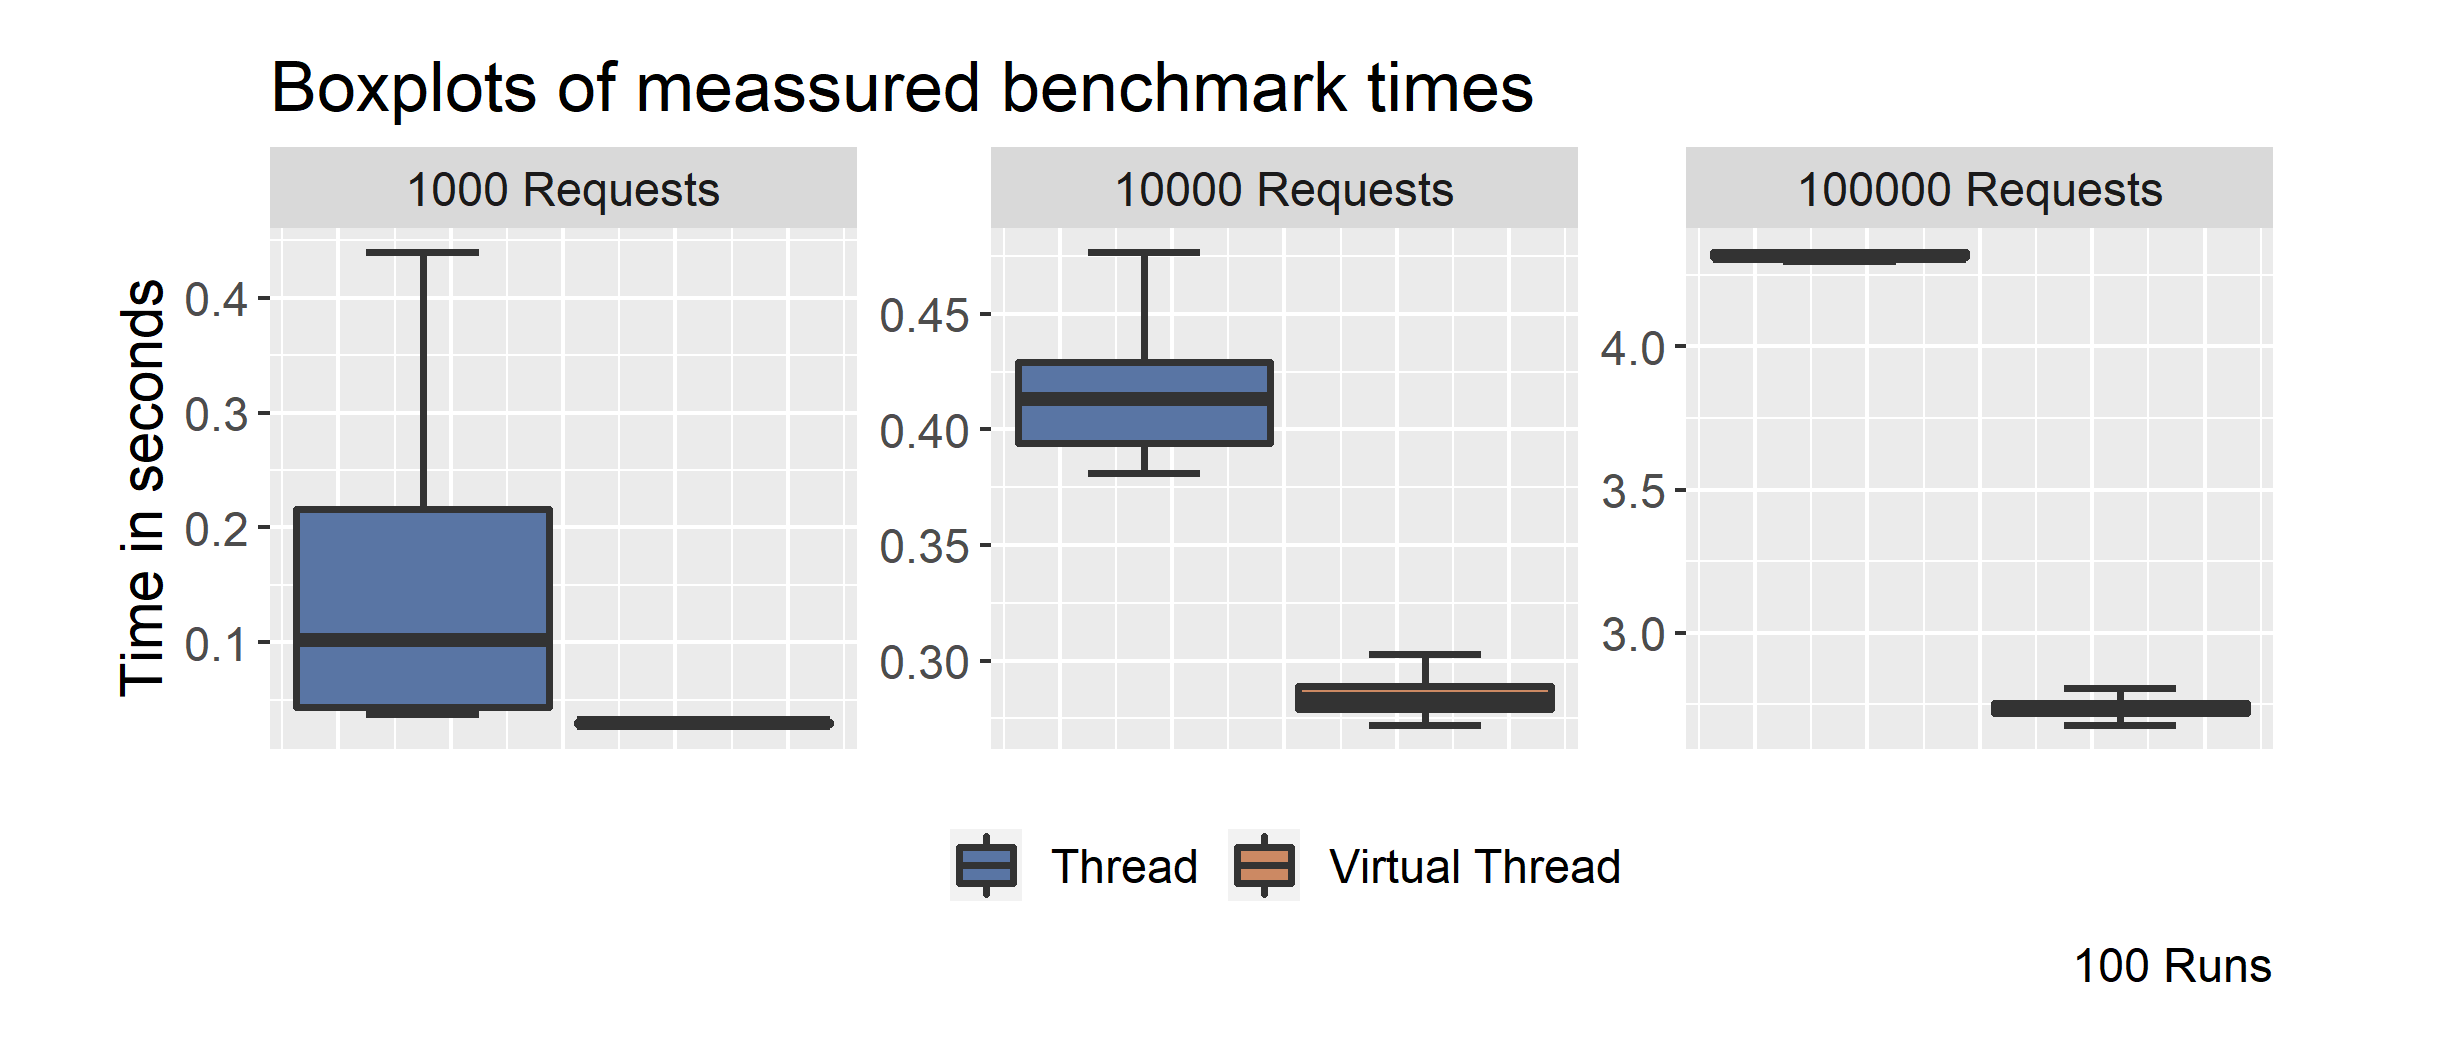 Boxplots of meassured benchmark times
1000 Requests
10000 Requests
100000 Requests
Time in seconds
0.4
0.3
0.2
0.1
0.45
0.40
0.35
0.30
4.0
3.5
3.0
Thread
Virtual Thread
100 Runs